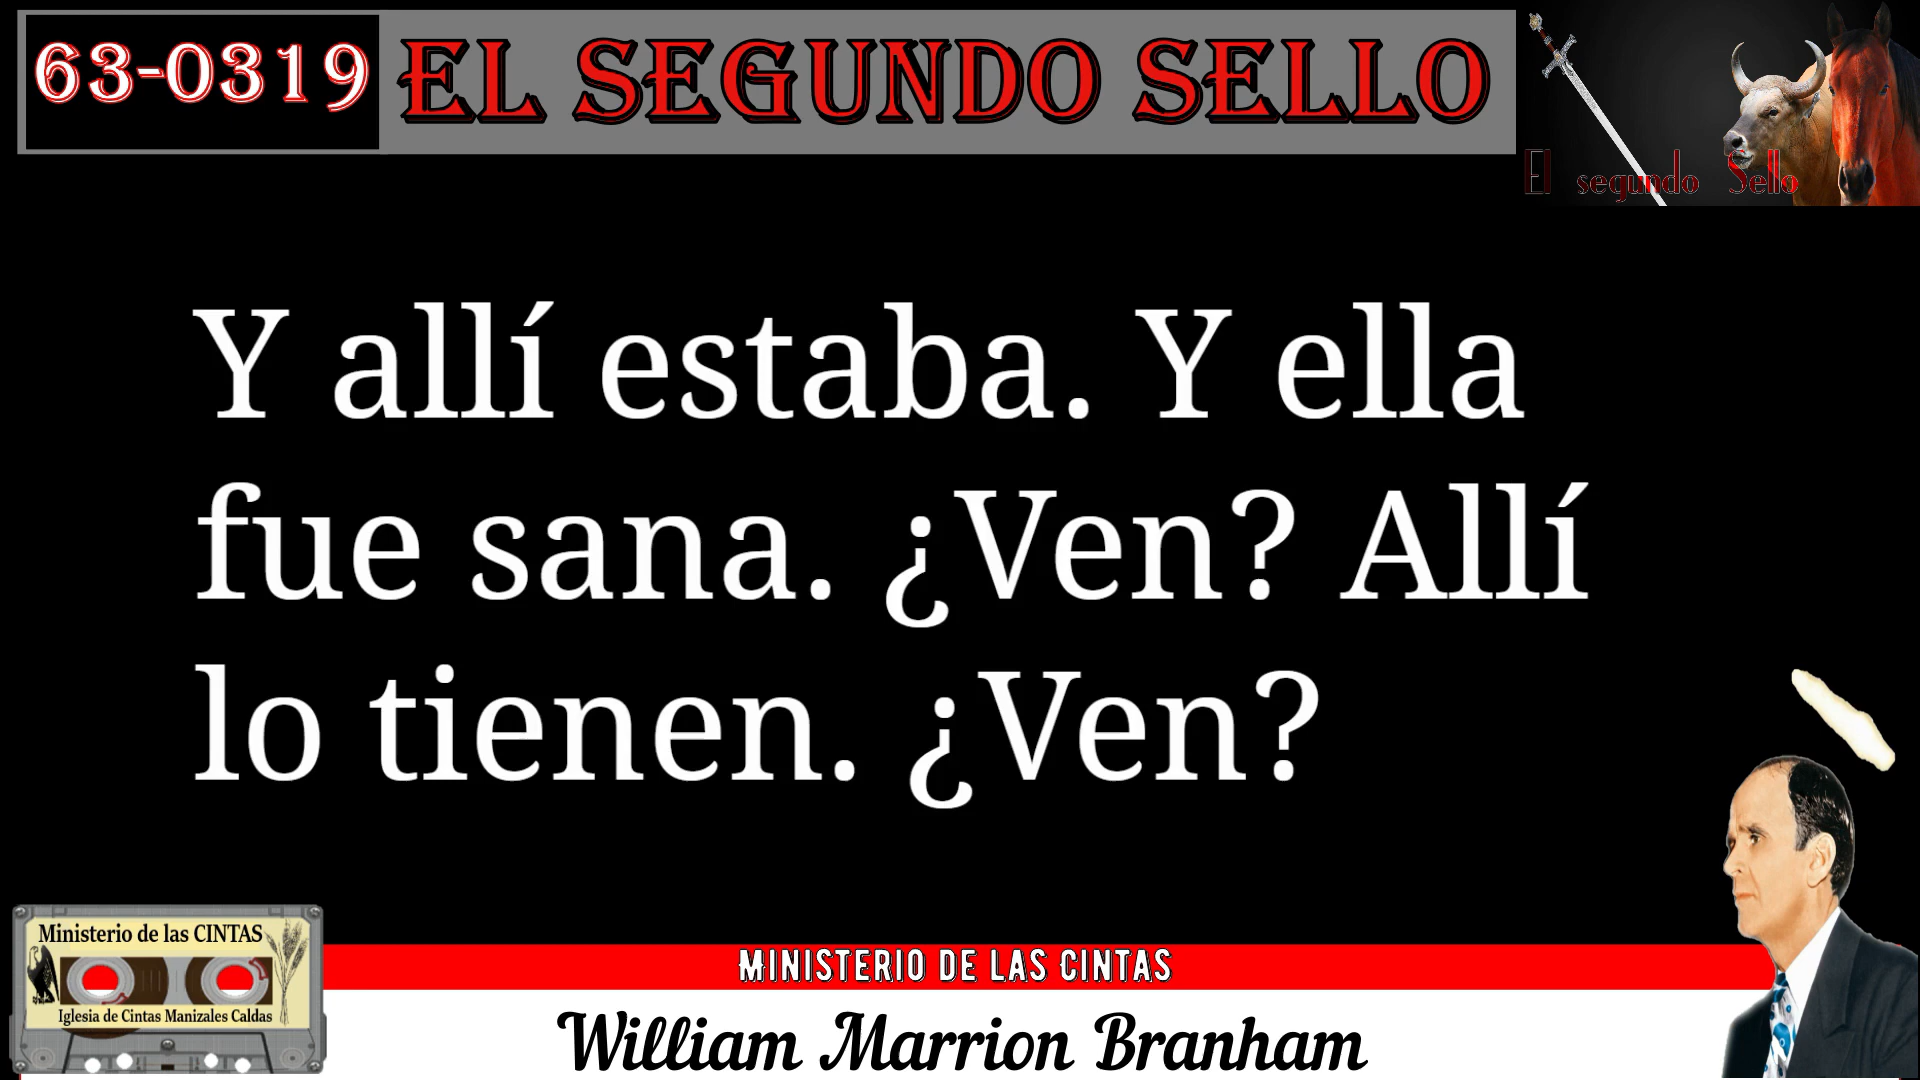 63-0319 EL SEGUNDO SELLO
El segundo Sello
Y allí estaba. Y ella
fue sana. ¿Ven? Allí
lo tienen. ¿Ven?
Ministerio de las CINTAS
Iglesia de Cintas Manizales Caldas
MINISTERIO DE LAS CINTAS
William Marrion Branham